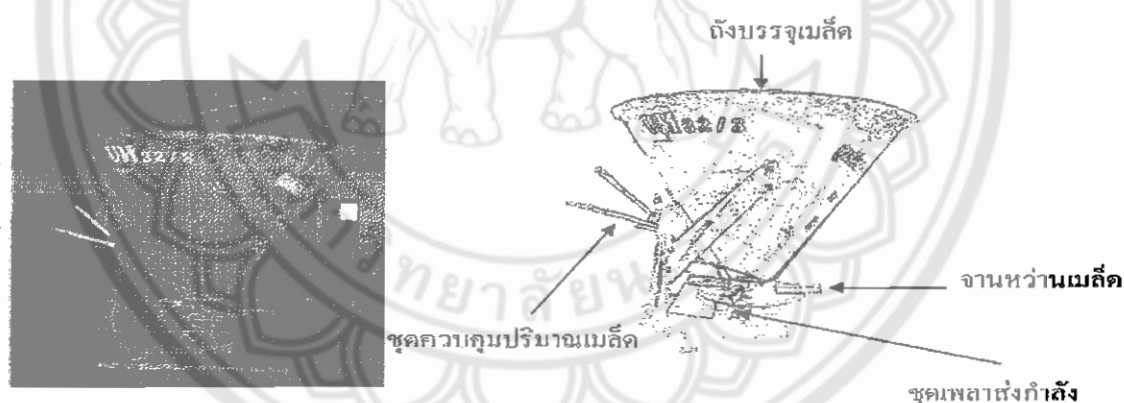 ถังบรรจุเมล็ด
จานหว่านเมล็ด
ชุดควบคุมปริมาณเมล็ด
ชุดเพลาส่งกำลัง